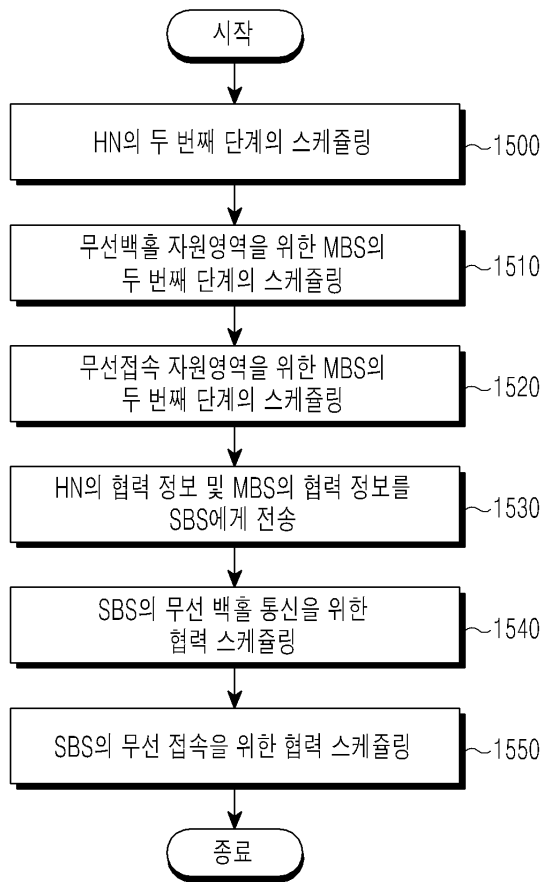 시작
HN의 두 번째 단계의 스케쥴링
1500
무선백홀 자원영역을 위한 MBS의
두 번째 단계의 스케쥴링
1510
무선접속 자원영역을 위한 MBS의
두 번째 단계의 스케쥴링
1520
HN의 협력 정보 및 MBS의 협력 정보를
SBS에게 전송
1530
SBS의 무선 백홀 통신을 위한
협력 스케쥴링
1540
SBS의 무선 접속을 위한 협력 스케쥴링
1550
종료